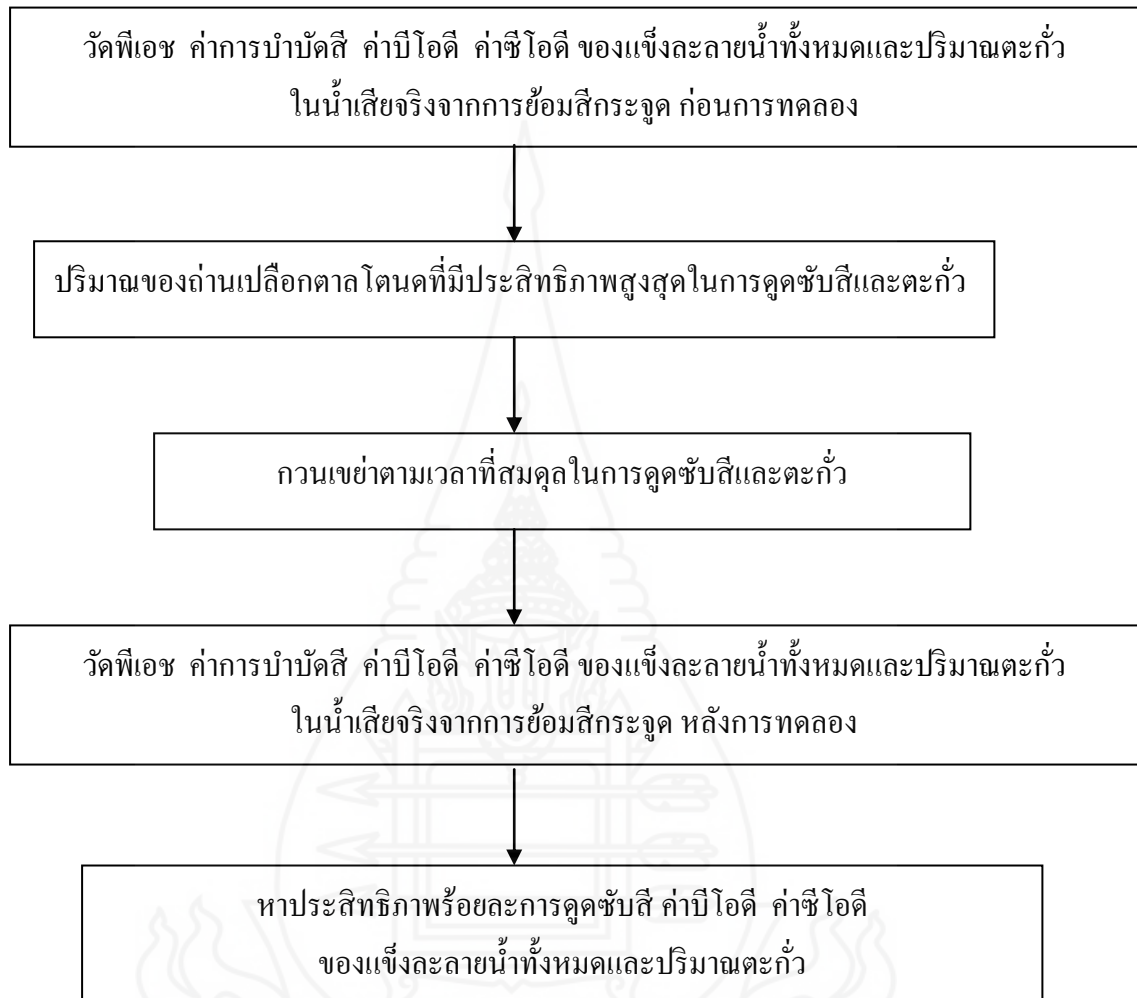 วัดพีเอช ค่าการบำบัดสี ค่าบีโอดี ค่าซีโอดี ของแข็งละลายน้ำทั้งหมดและปริมาณตะกั่ว
ในน้ำเสียจริงจากการย้อมสีกระจูด ก่อนการทดลอง
ปริมาณของถ่านเปลือกตาลโตนดที่มีประสิทธิภาพสูงสุดในการดูดซับสีและตะกั่ว
กวนเขย่าตามเวลาที่สมดุลในการดูดซับสีและตะกั่ว
วัดพีเอช ค่าการบำบัดสี ค่าบีโอดี ค่าซีโอดี ของแข็งละลายน้ำทั้งหมดและปริมาณตะกั่ว
ในน้ำเสียจริงจากการย้อมสีกระจูด หลังการทดลอง
หาประสิทธิภาพร้อยละการดูดซับสี ค่าบีโอดี ค่าซีโอดี
ของแข็งละลายน้ำทั้งหมดและปริมาณตะกั่ว